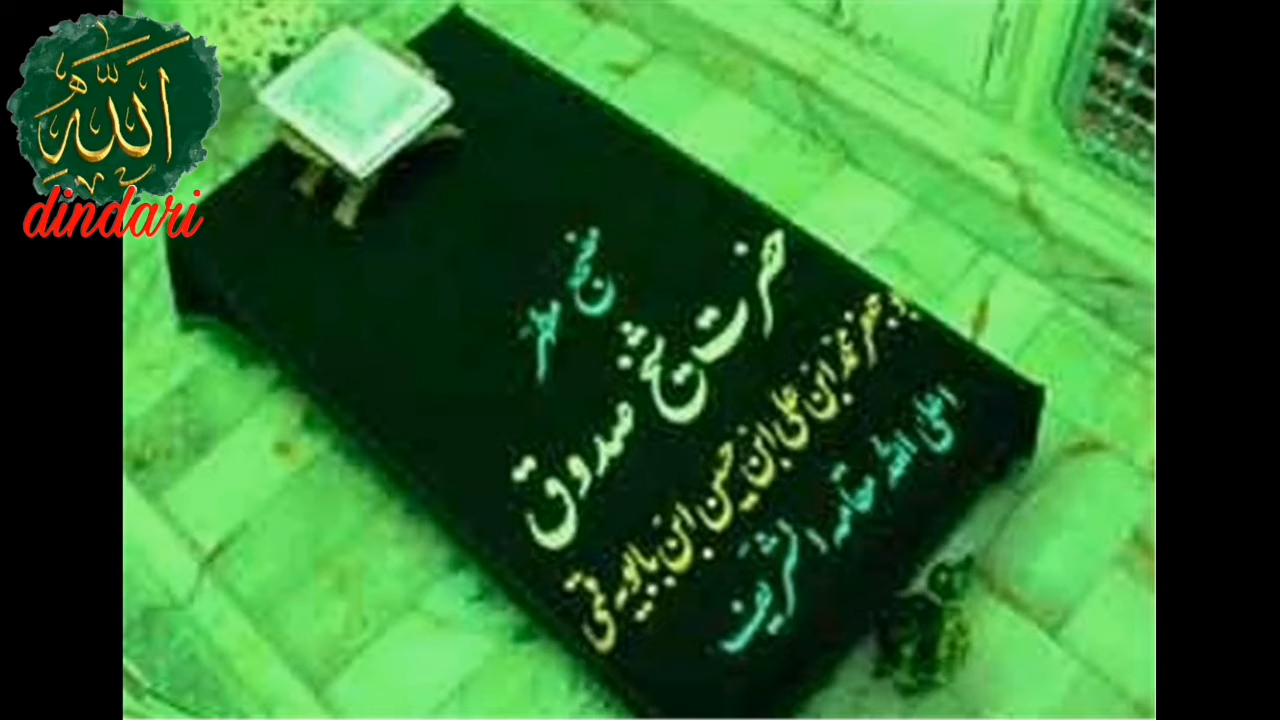 اللّٰه
dindari
مضجع مطهر
حضرت شیخ صدوق
ابو جعفر محمد ابن علی ابن حسین ابن بابویه قمی
اعلی الله مقامه الشریف